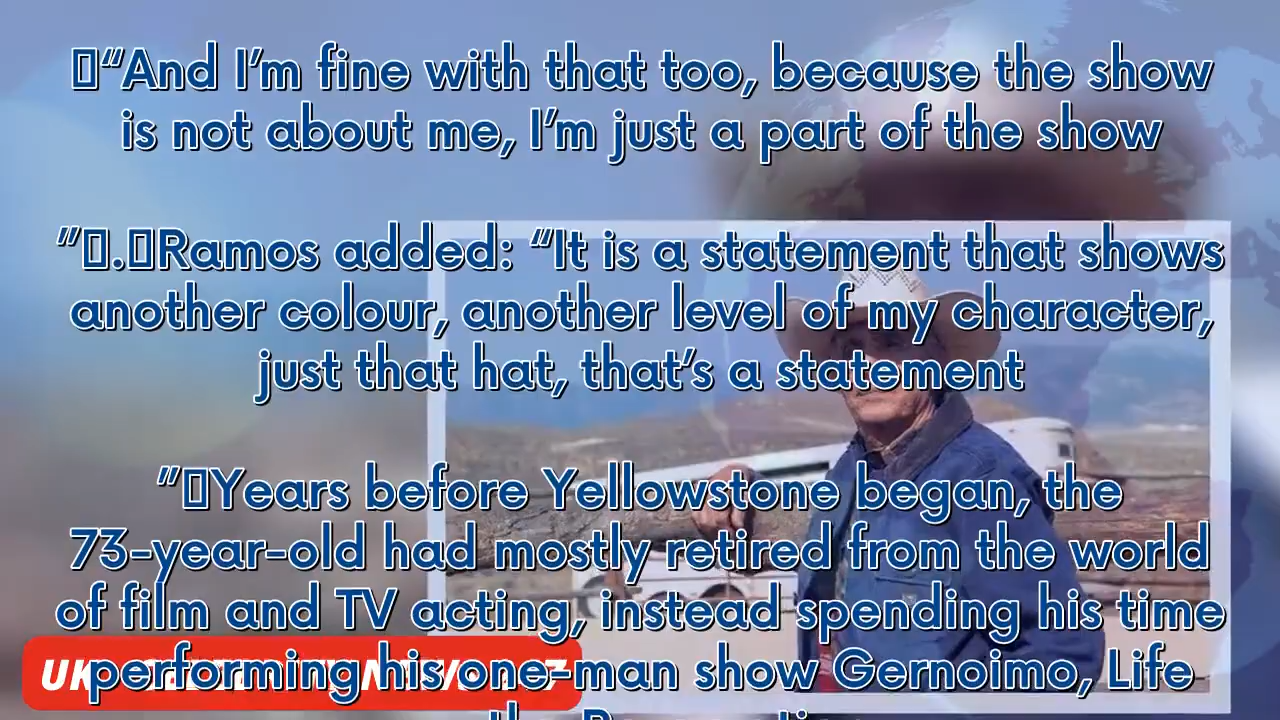 “And I’m fine with that too, because the show
is not about me, I’m just a part of the show
”.Ramos added: “It is a statement that shows
another colour, another level of my character,
just that hat, that’s a statement
”Years before Yellowstone began, the
73-year-old had mostly retired from the world
of film and TV acting, instead spending his time
performing his one-man show Gernoimo, Life
UK